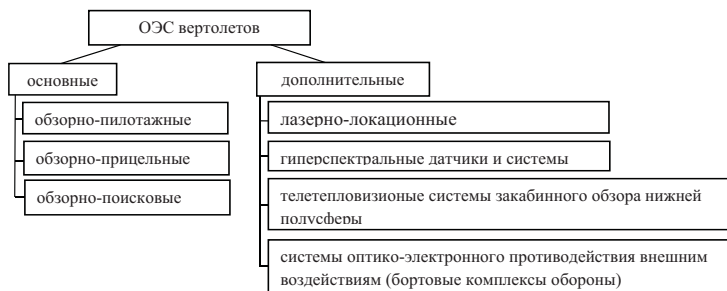 ОЭС вертолетов
основные
обзорно-пилотажные
обзорно-прицельные
обзорно-поисковые
дополнительные
лазерно-локационные
гиперспектральные датчики и системы
телетепловизионые системы закабинного обзора нижней
полусферы
системы оптико-электронного противодействия внешним
воздействиям (бортовые комплексы обороны)